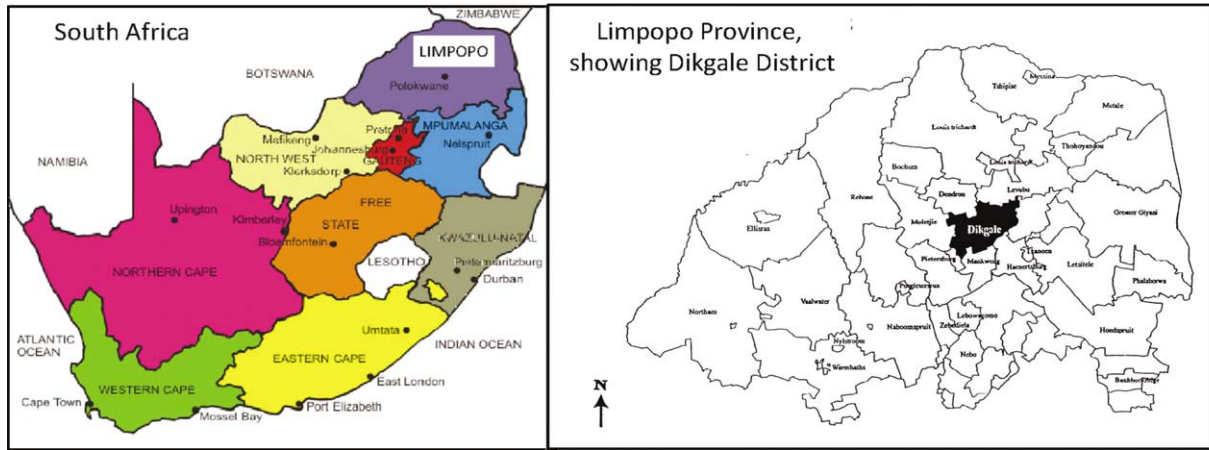 South Africa
ZIMBABWE
LIMPOPO
BOTSWANA
Polokwane
Pretoria
MPUMALANGA
Mafikeng
Johannesburg
Nelspruit
NAMIBIA
NORTH WEST
GAUTENG
Klerksdorp
FREE
Upington
STATE
Kimberley
KWAZULU-NATAL
Bloemfontein
LESOTHO
Pietermaritzburg
NORTHERN CAPE
Durban
Umtata
ATLANTIC
OCEAN
INDIAN OCEAN
EASTERN CAPE
WESTERN CAPE
East London
Cape Town
Port Elizabeth
Mossel Bay
Limpopo Province,
showing Dikgale District
Messina
Tshipise
Mutale
Louis trichardt
Louis trichardt
Thohoyandou
Bochum
Dendron
Levubu
Rebone
Moletjie
Greater Giyani
Ellisras
Dikgale
Tzaneen
Pietersburg
Mankweng
Haenertsburg
Letsitele
Phalaborwa
Potgietersrus
Vaalwater
Lebowagomo
Northam
Naboomspruit
Zebediela
Hoedspruit
Nylstroom
Nebo
Warmbaths
Bushbuckridge
N